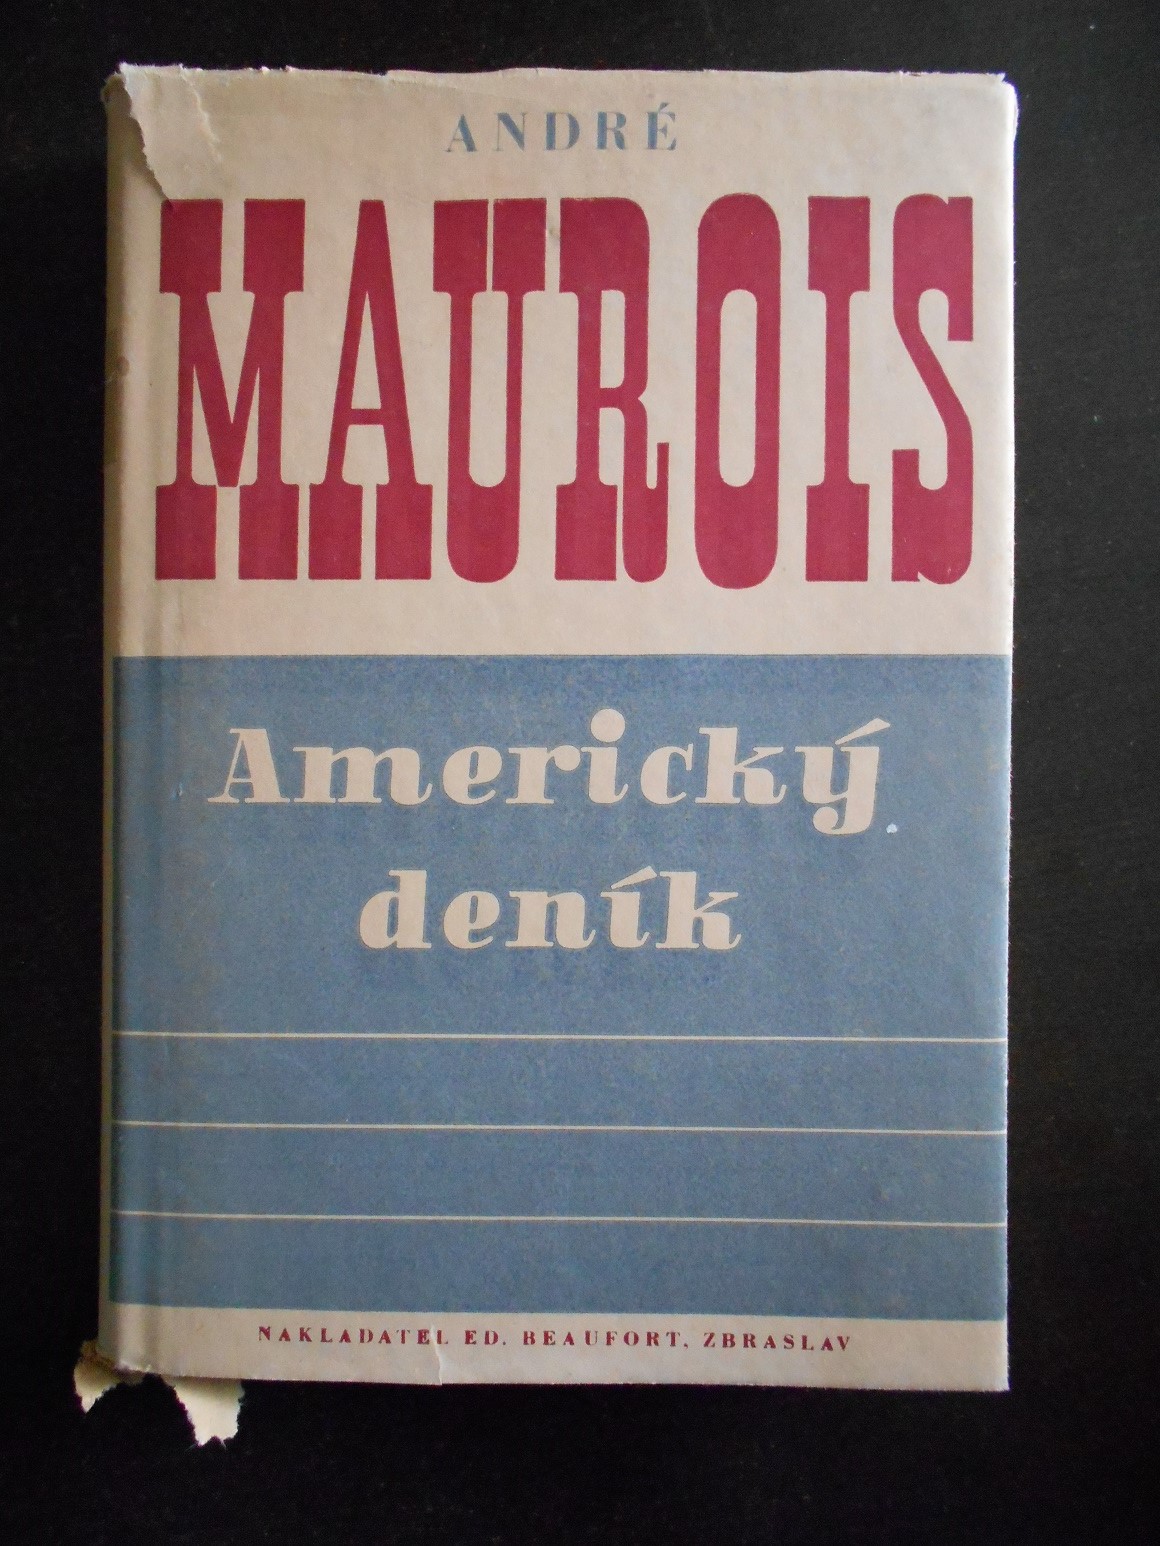 ANDRÉ
MAUROIS
Americký
deník
NAKLADATEL ED. BEAUFORT, ZBRASLAV